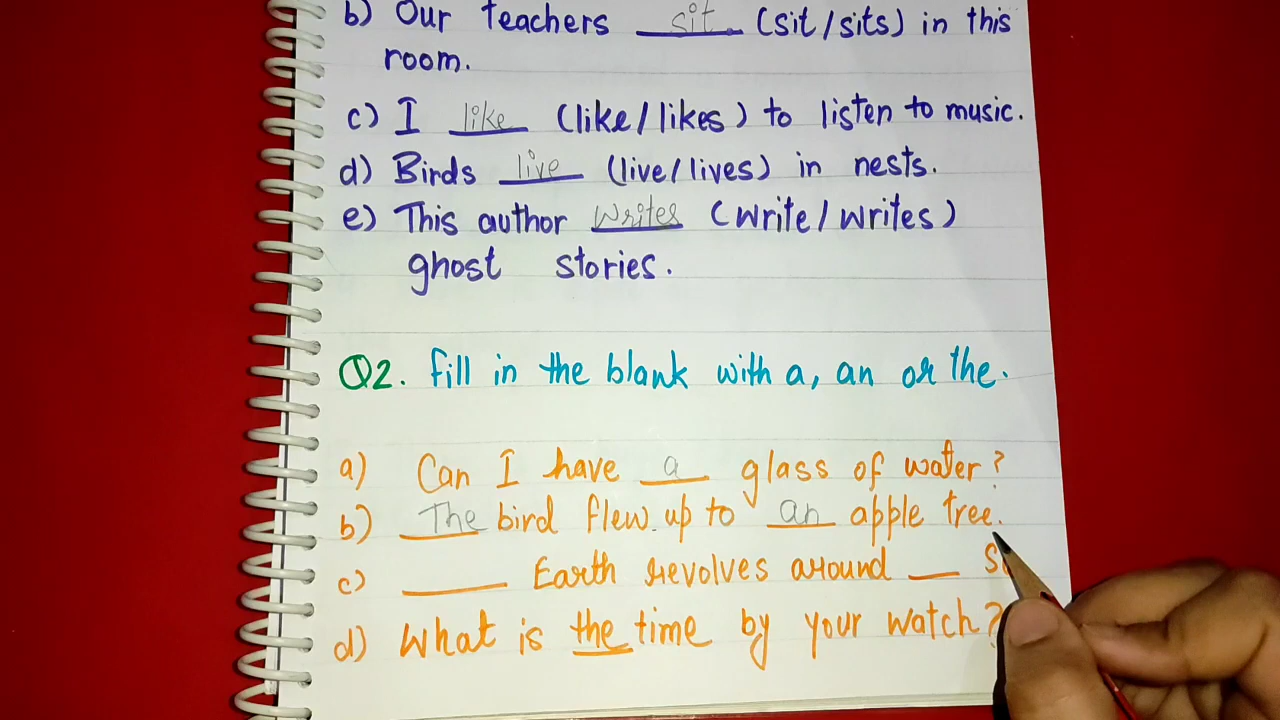 b) Our teachers sit (sit/sits) in this
room.
c) I like (like/likes) to listen to music.
d) Birds live (live/lives) in nests.
e) This author writes (write/writes)
ghost stories.
Q2. Fill in the blank with a, an or the.
a) Can I have a glass of water?
b) The bird flew up to an apple tree.
c) ____ Earth revolves around __
d) What is the time by your watch?